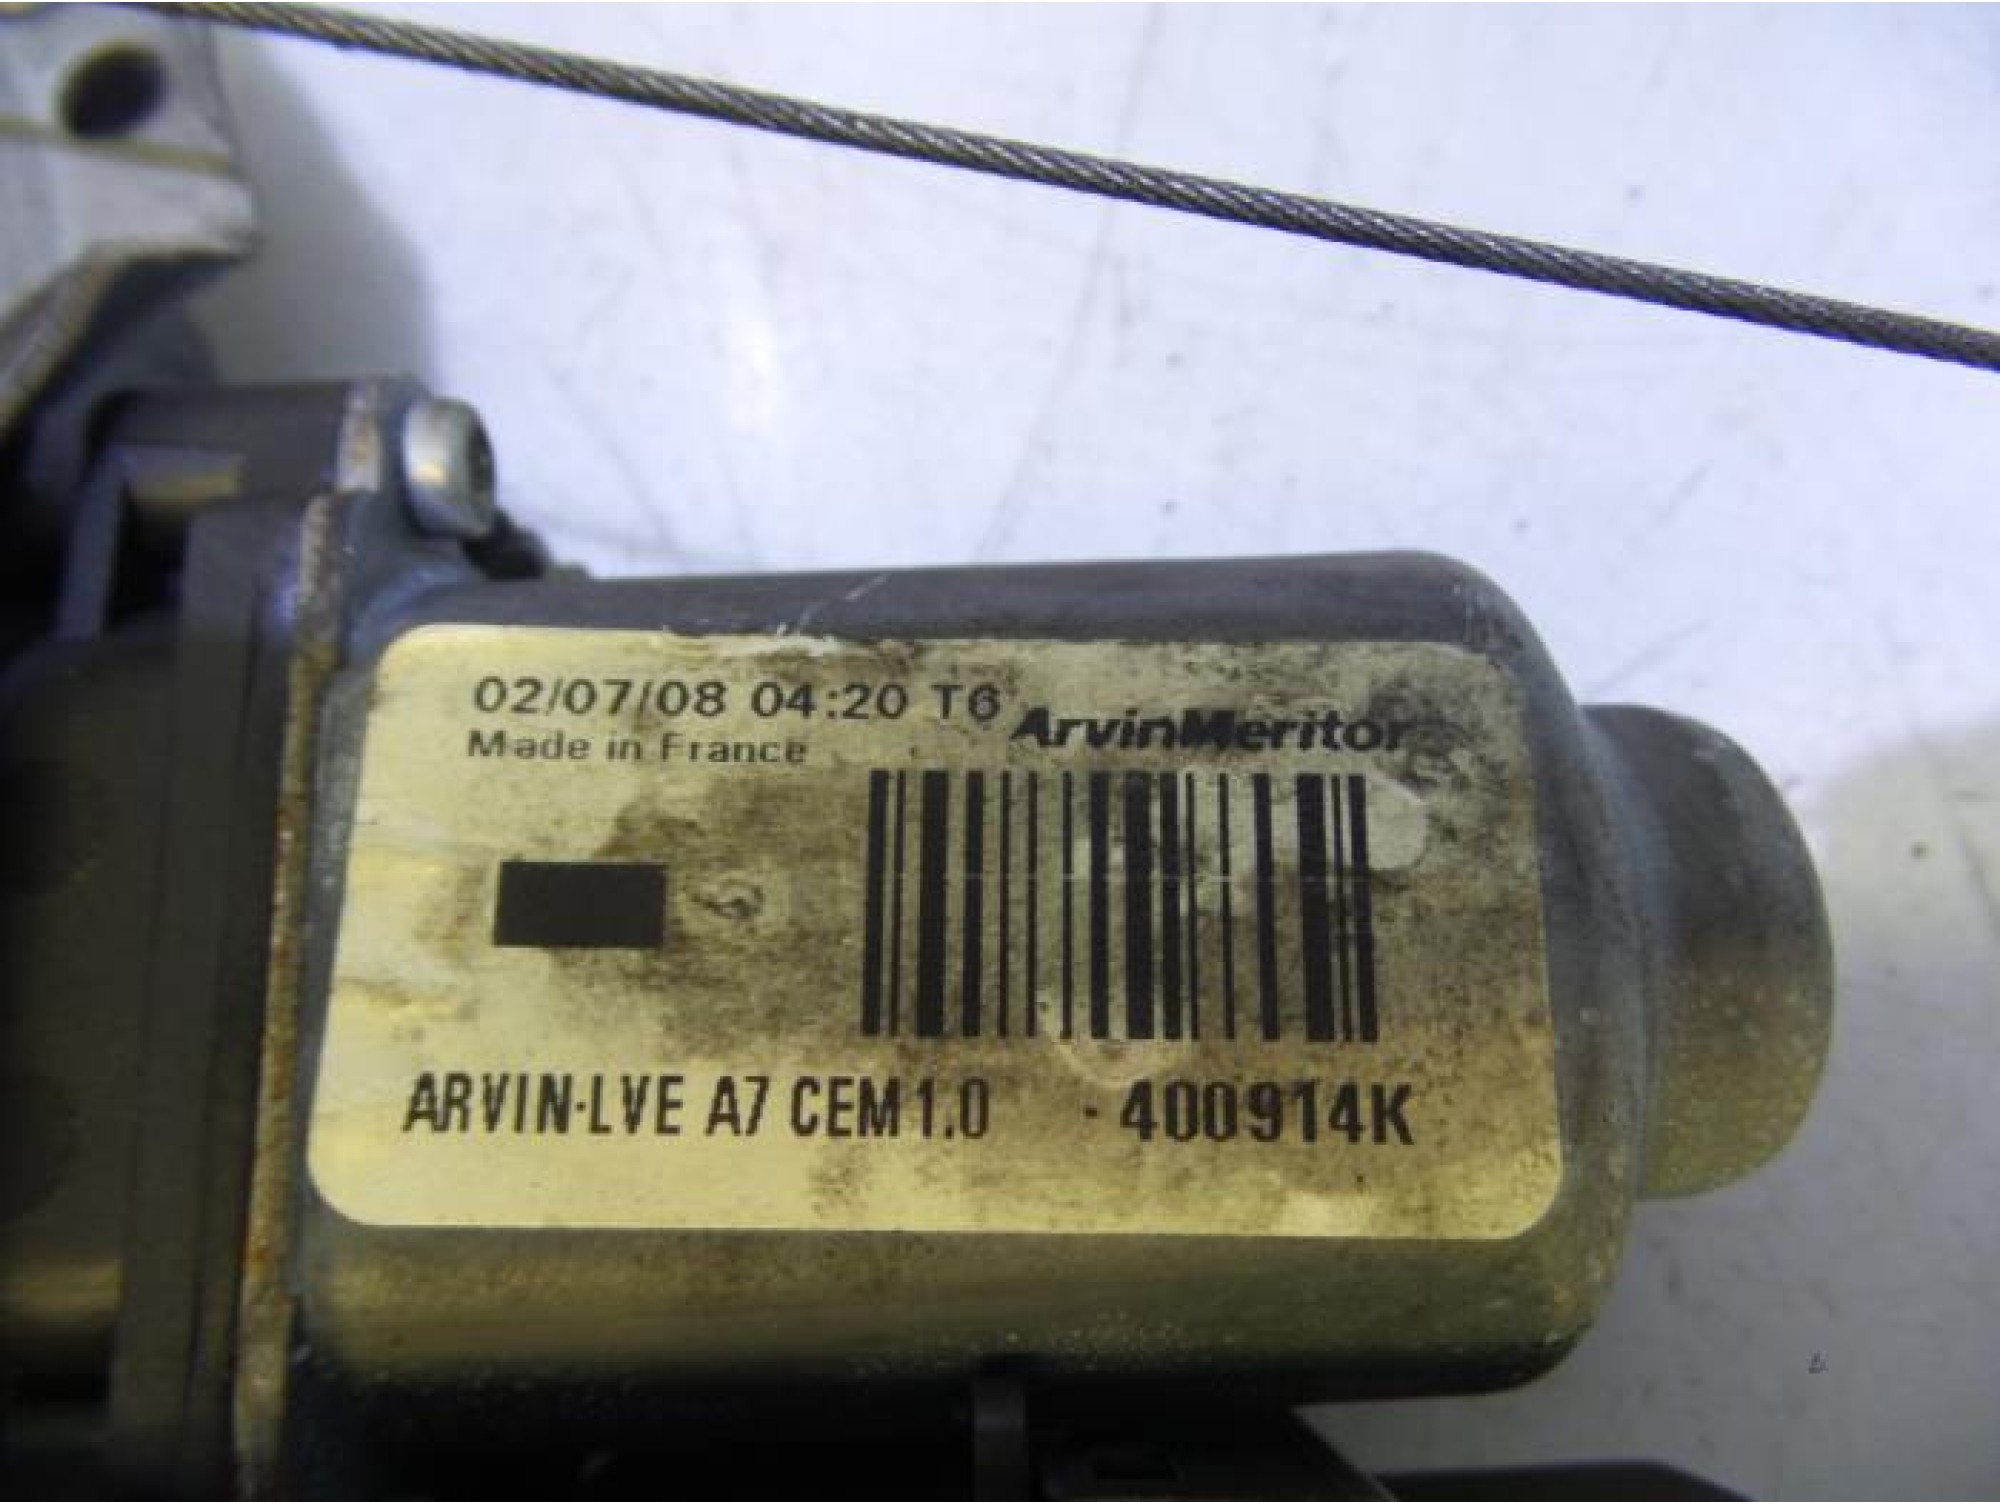 02/07/08 04:20 T6
ArvinMeritor
Made in France
ARVIN-LVE A7 CEM1.0
400914K